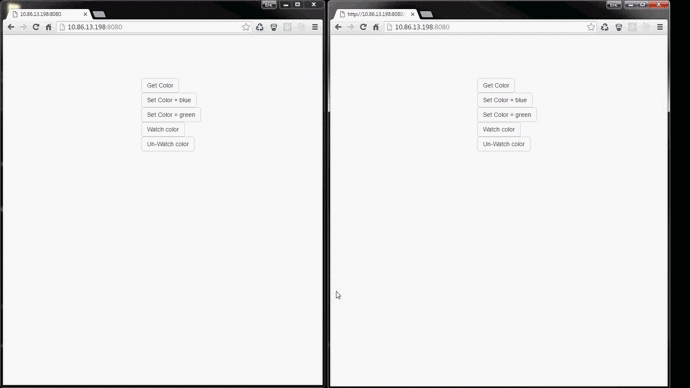 10.86.13.198:8080
10.86.13.198:8080
Get Color
Set Color = blue
Set Color = green
Watch color
Un-Watch color
http://10.86.13.198:8080
10.86.13.198:8080
Get Color
Set Color = blue
Set Color = green
Watch color
Un-Watch color